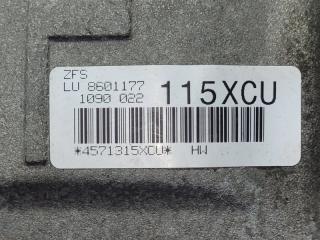 ZFS
LU 8601177
1090 022 115XCU
*4571315XCU* HW